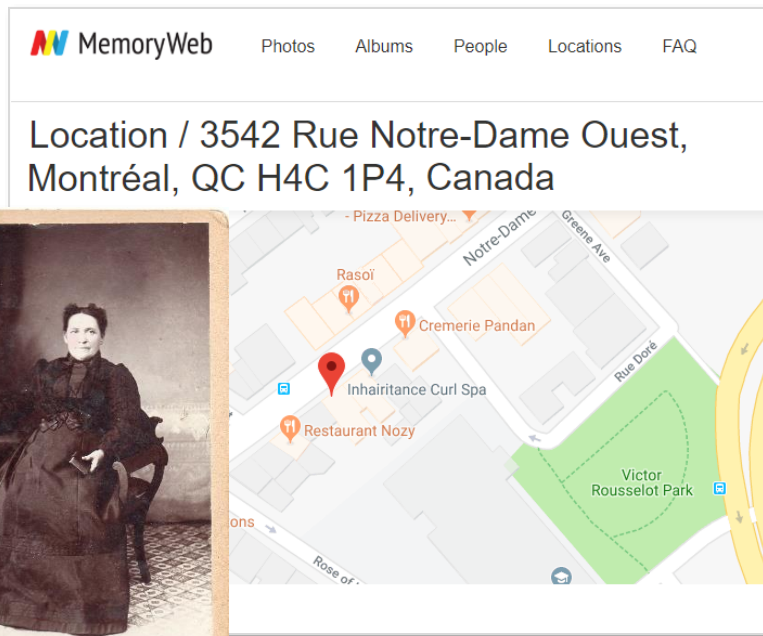 MemoryWeb Photos Albums People Locations FAQ
Location / 3542 Rue Notre-Dame Ouest,
Montréal, QC H4C 1P4, Canada
- Pizza Delivery...
Notre-Dame
Greene Ave
Rasoï
Cremerie Pandan
Rue Doré
Inhairitance Curl Spa
Restaurant Nozy
Victor
Rousselot Park
ons
Rose of